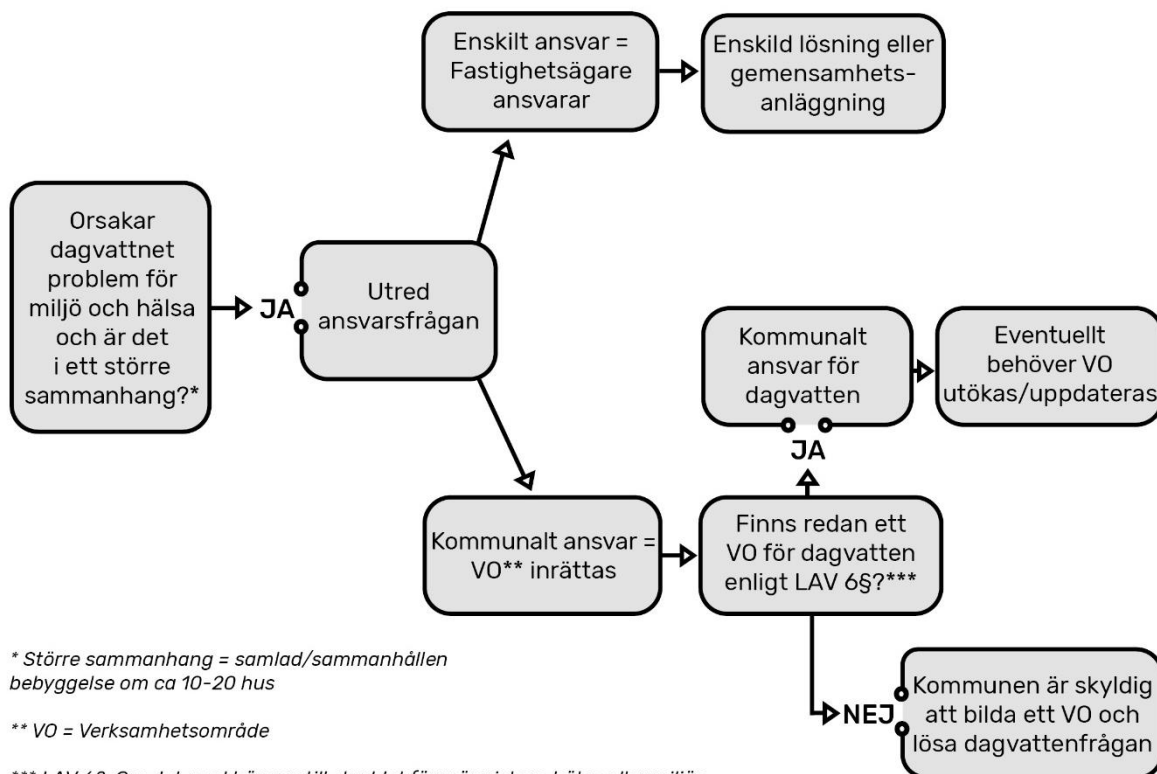 Enskilt ansvar =
Fastighetsägare
ansvarar
Enskild lösning eller
gemensamhets-
anläggning
Orsakar
dagvattnet
problem för
miljö och hälsa
och är det
i ett större
sammanhang?*
JA
Utred
ansvarsfrågan
Kommunalt
ansvar för
dagvatten
Eventuellt
behöver VO
utökas/uppdateras
JA
Kommunalt ansvar =
VO** inrättas
Finns redan ett
VO för dagvatten
enligt LAV 6§?***
NEJ
Kommunen är skyldig
att bilda ett VO och
lösa dagvattenfrågan
* Större sammanhang = samlad/sammanhållen
bebyggelse om ca 10-20 hus
** VO = Verksamhetsområde